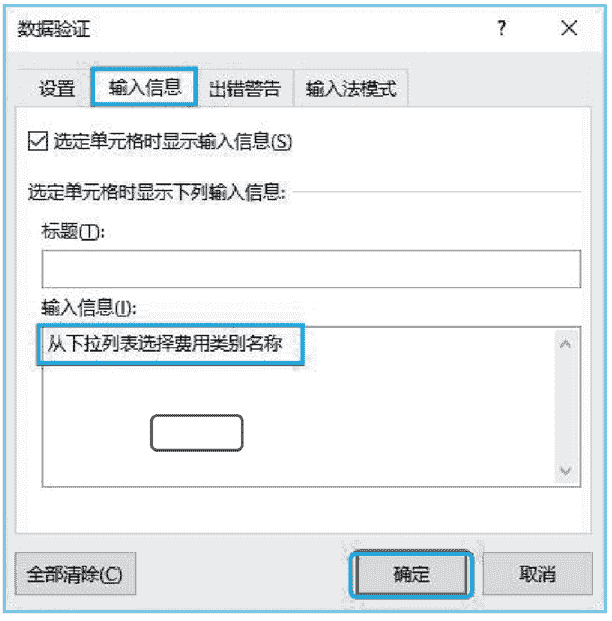 数据验证 ?
设置 输入信息 出错警告 输入法模式
选定单元格时显示输入信息(S)
选定单元格时显示下列输入信息:
标题(T):
输入信息(I):
从下拉列表选择费用类别名称
全部清除(C) 确定 取消